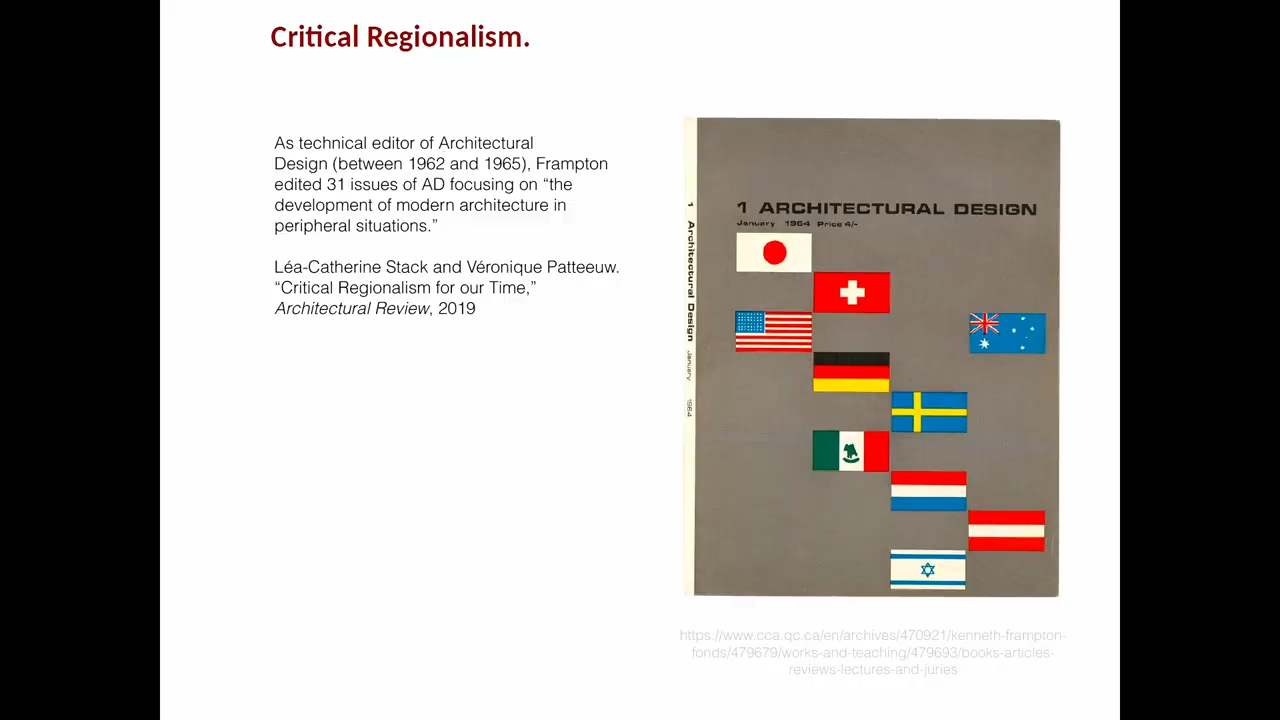 Critical Regionalism.
As technical editor of Architectural
Design (between 1962 and 1965), Frampton
edited 31 issues of AD focusing on “the
development of modern architecture in
peripheral situations.”
Léa-Catherine Stack and Véronique Patteeuw.
“Critical Regionalism for our Time,”
Architectural Review, 2019
1 Architectural Design January 1964
1 ARCHITECTURAL DESIGN
January 1964 Price 4/-
https://www.cca.qc.ca/en/archives/470921/kenneth-frampton-
fonds/479679/works-and-teaching/479693/books-articles-
reviews-lectures-and-juries